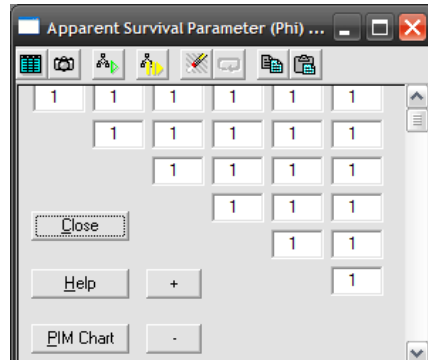 Apparent Survival Parameter (Phi) ...
1 1 1 1 1 1
1 1 1 1 1
1 1 1 1
1 1 1
Close
1 1
Help + 1
PIM Chart -